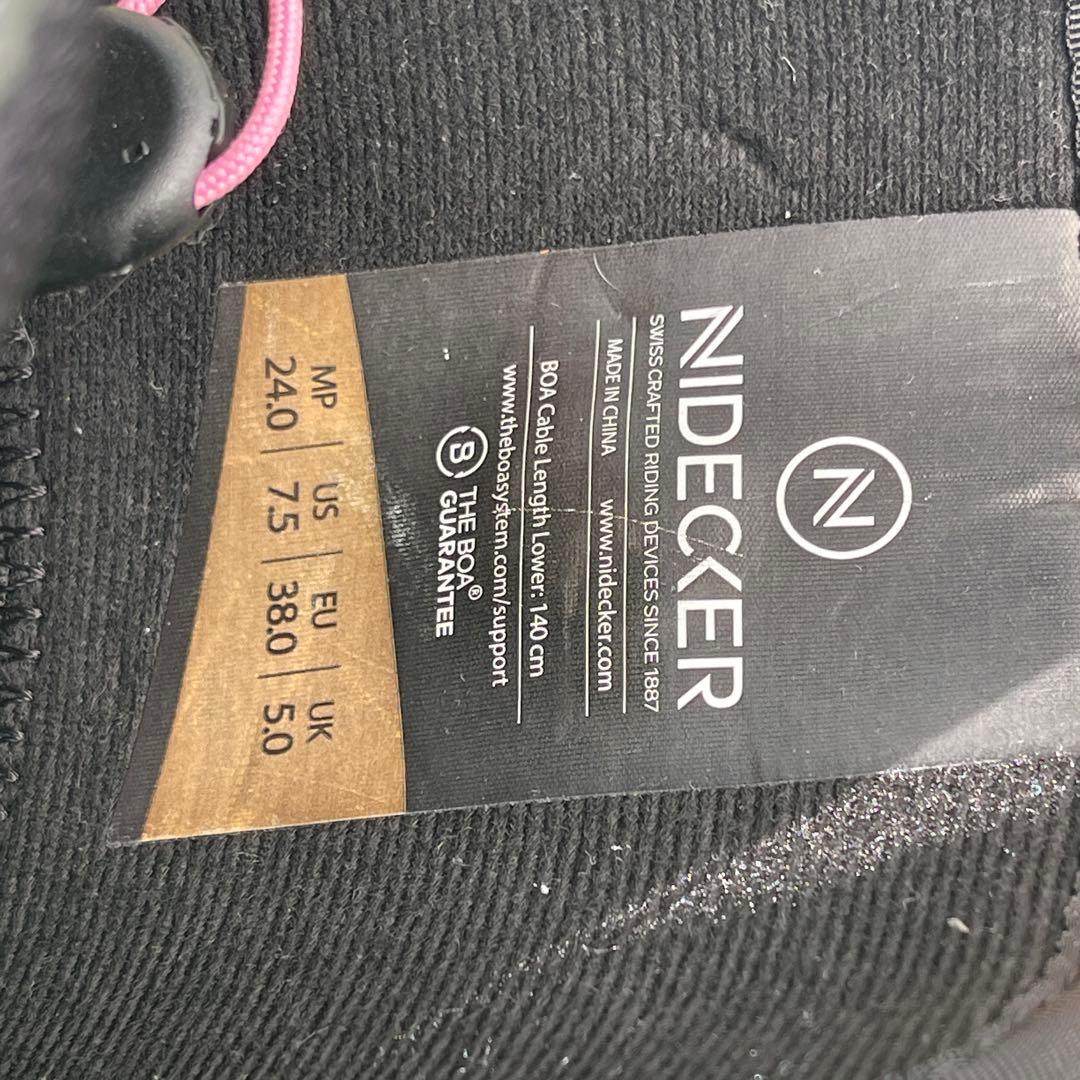 N
NIDECKER
SWISS CRAFTED RIDING DEVICES SINCE 1887
MADE IN CHINA www.nidecker.com
BOA Cable Length Lower: 140 cm
www.theboasystem.com/support
B THE BOA®
GUARANTEE
MP | US | EU | UK
24.0 | 7.5 | 38.0 | 5.0